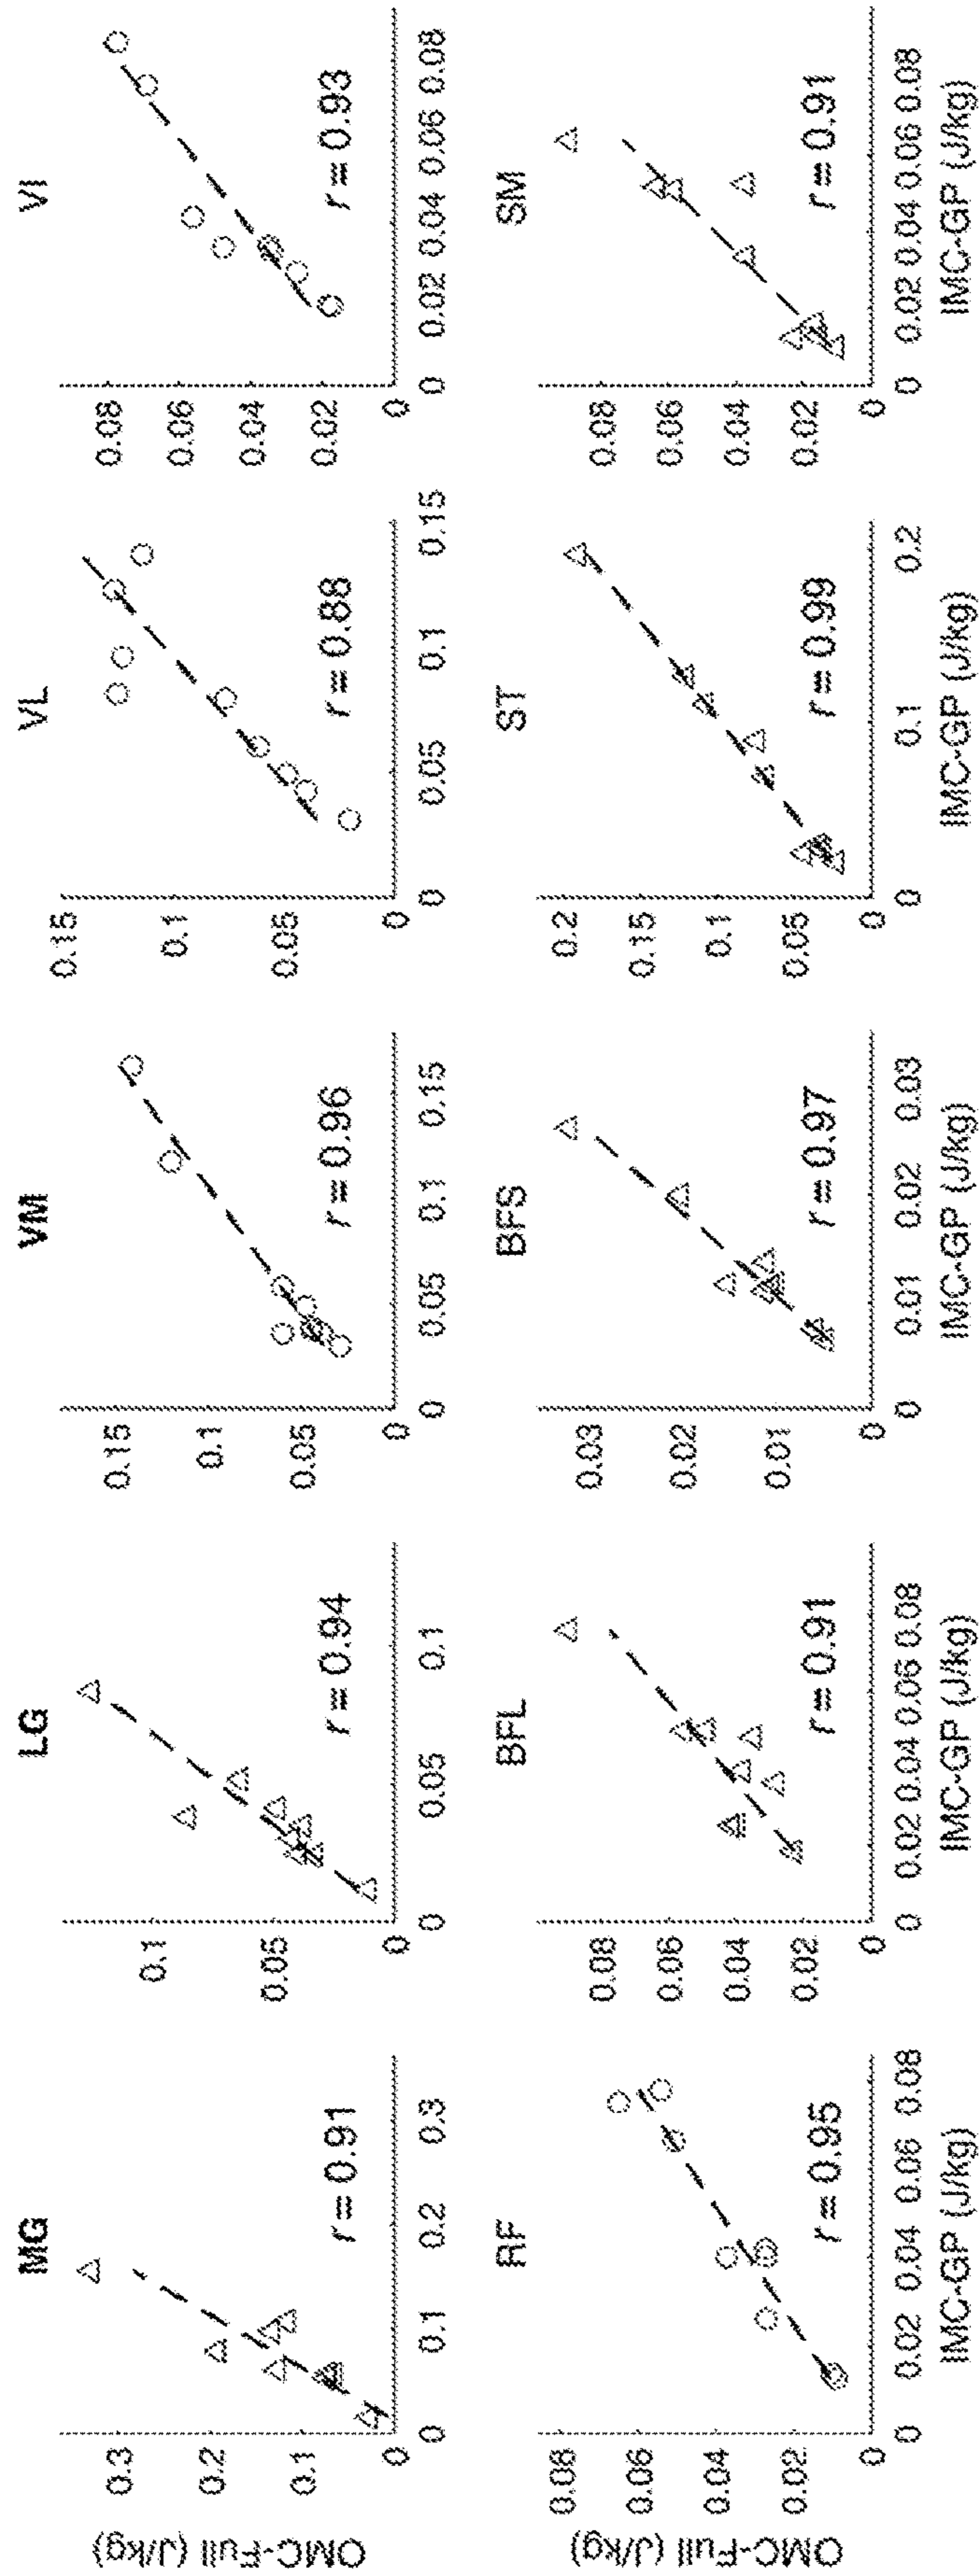 MG
OMC-Full (J/kg)
0.3
0.2
0.1
0
r = 0.91
0 0.1 0.2 0.3
LG
0.1
0.05
0
r = 0.94
0 0.05 0.1
VM
0.15
0.1
0.05
0
r = 0.96
0 0.05 0.1 0.15
VL
0.15
0.1
0.05
0
r = 0.88
0 0.05 0.1 0.15
VI
0.08
0.06
0.04
0.02
0
r = 0.93
0 0.02 0.04 0.06 0.08
RF
OMC-Full (J/kg)
0.08
0.06
0.04
0.02
0
r = 0.95
0 0.02 0.04 0.06 0.08
IMC-GP (J/kg)
BFL
0.08
0.06
0.04
0.02
0
r = 0.91
0 0.02 0.04 0.06 0.08
IMC-GP (J/kg)
BFS
0.03
0.02
0.01
0
r = 0.97
0 0.01 0.02 0.03
IMC-GP (J/kg)
ST
0.2
0.15
0.1
0.05
0
r = 0.99
0 0.1 0.2
IMC-GP (J/kg)
SM
0.08
0.06
0.04
0.02
0
r = 0.91
0 0.02 0.04 0.06 0.08
IMC-GP (J/kg)